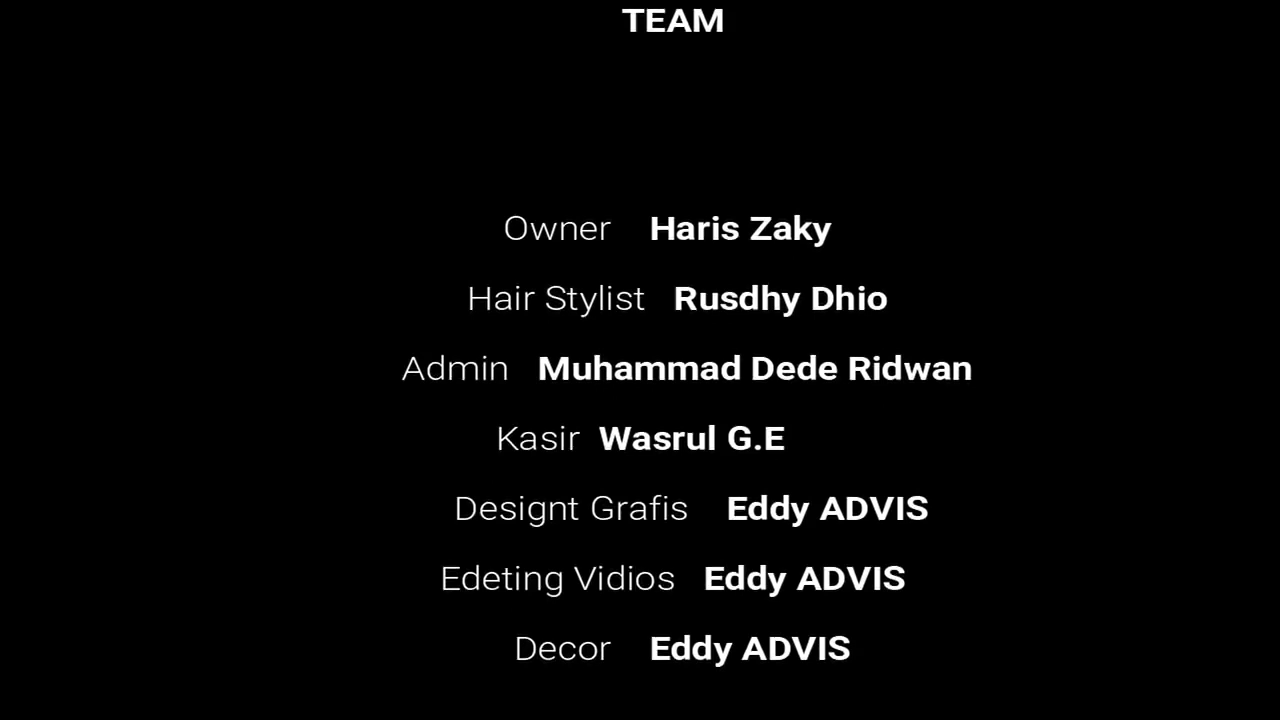 TEAM
Owner Haris Zaky
Hair Stylist Rusdhy Dhio
Admin Muhammad Dede Ridwan
Kasir Wasrul G.E
Designt Grafis Eddy ADVIS
Edeting Vidios Eddy ADVIS
Decor Eddy ADVIS